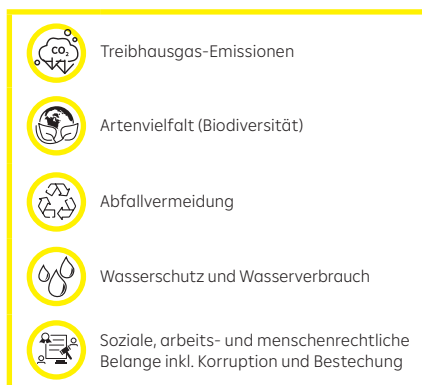 CO₂
Treibhausgas-Emissionen
Artenvielfalt (Biodiversität)
Abfallvermeidung
Wasserschutz und Wasserverbrauch
Soziale, arbeits- und menschenrechtliche
Belange inkl. Korruption und Bestechung